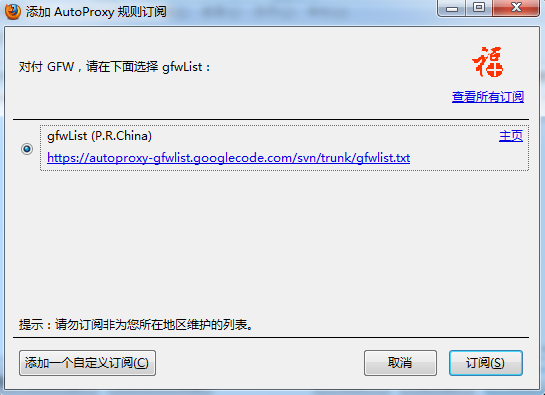 添加 AutoProxy 规则订阅
对付 GFW，请在下面选择 gfwList：
福
查看所有订阅
gfwList (P.R.China)
主页
https://autoproxy-gfwlist.googlecode.com/svn/trunk/gfwlist.txt
提示：请勿订阅非为您所在地区维护的列表。
添加一个自定义订阅(C)
取消
订阅(S)